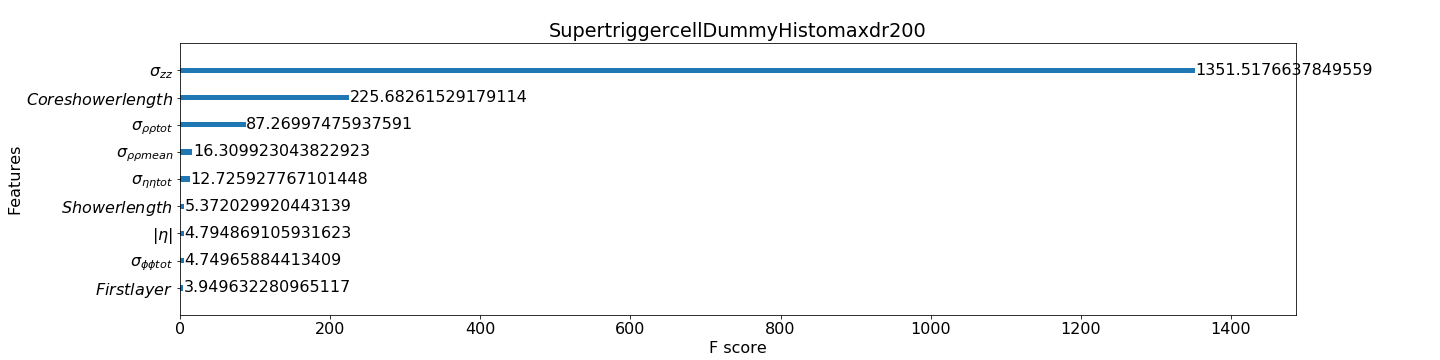 SupertriggercellDummyHistomaxdr200
σzz
1351.5176637849559
Coreshowerlength
225.68261529179114
σρρtot
87.26997475937591
σρρmean
16.309923043822923
σηηtot
12.725927767101448
Showerlength
5.372029920443139
|η|
4.794869105931623
σϕϕtot
4.74965884413409
Firstlayer
3.949632280965117
Features
0 200 400 600 800 1000 1200 1400
F score